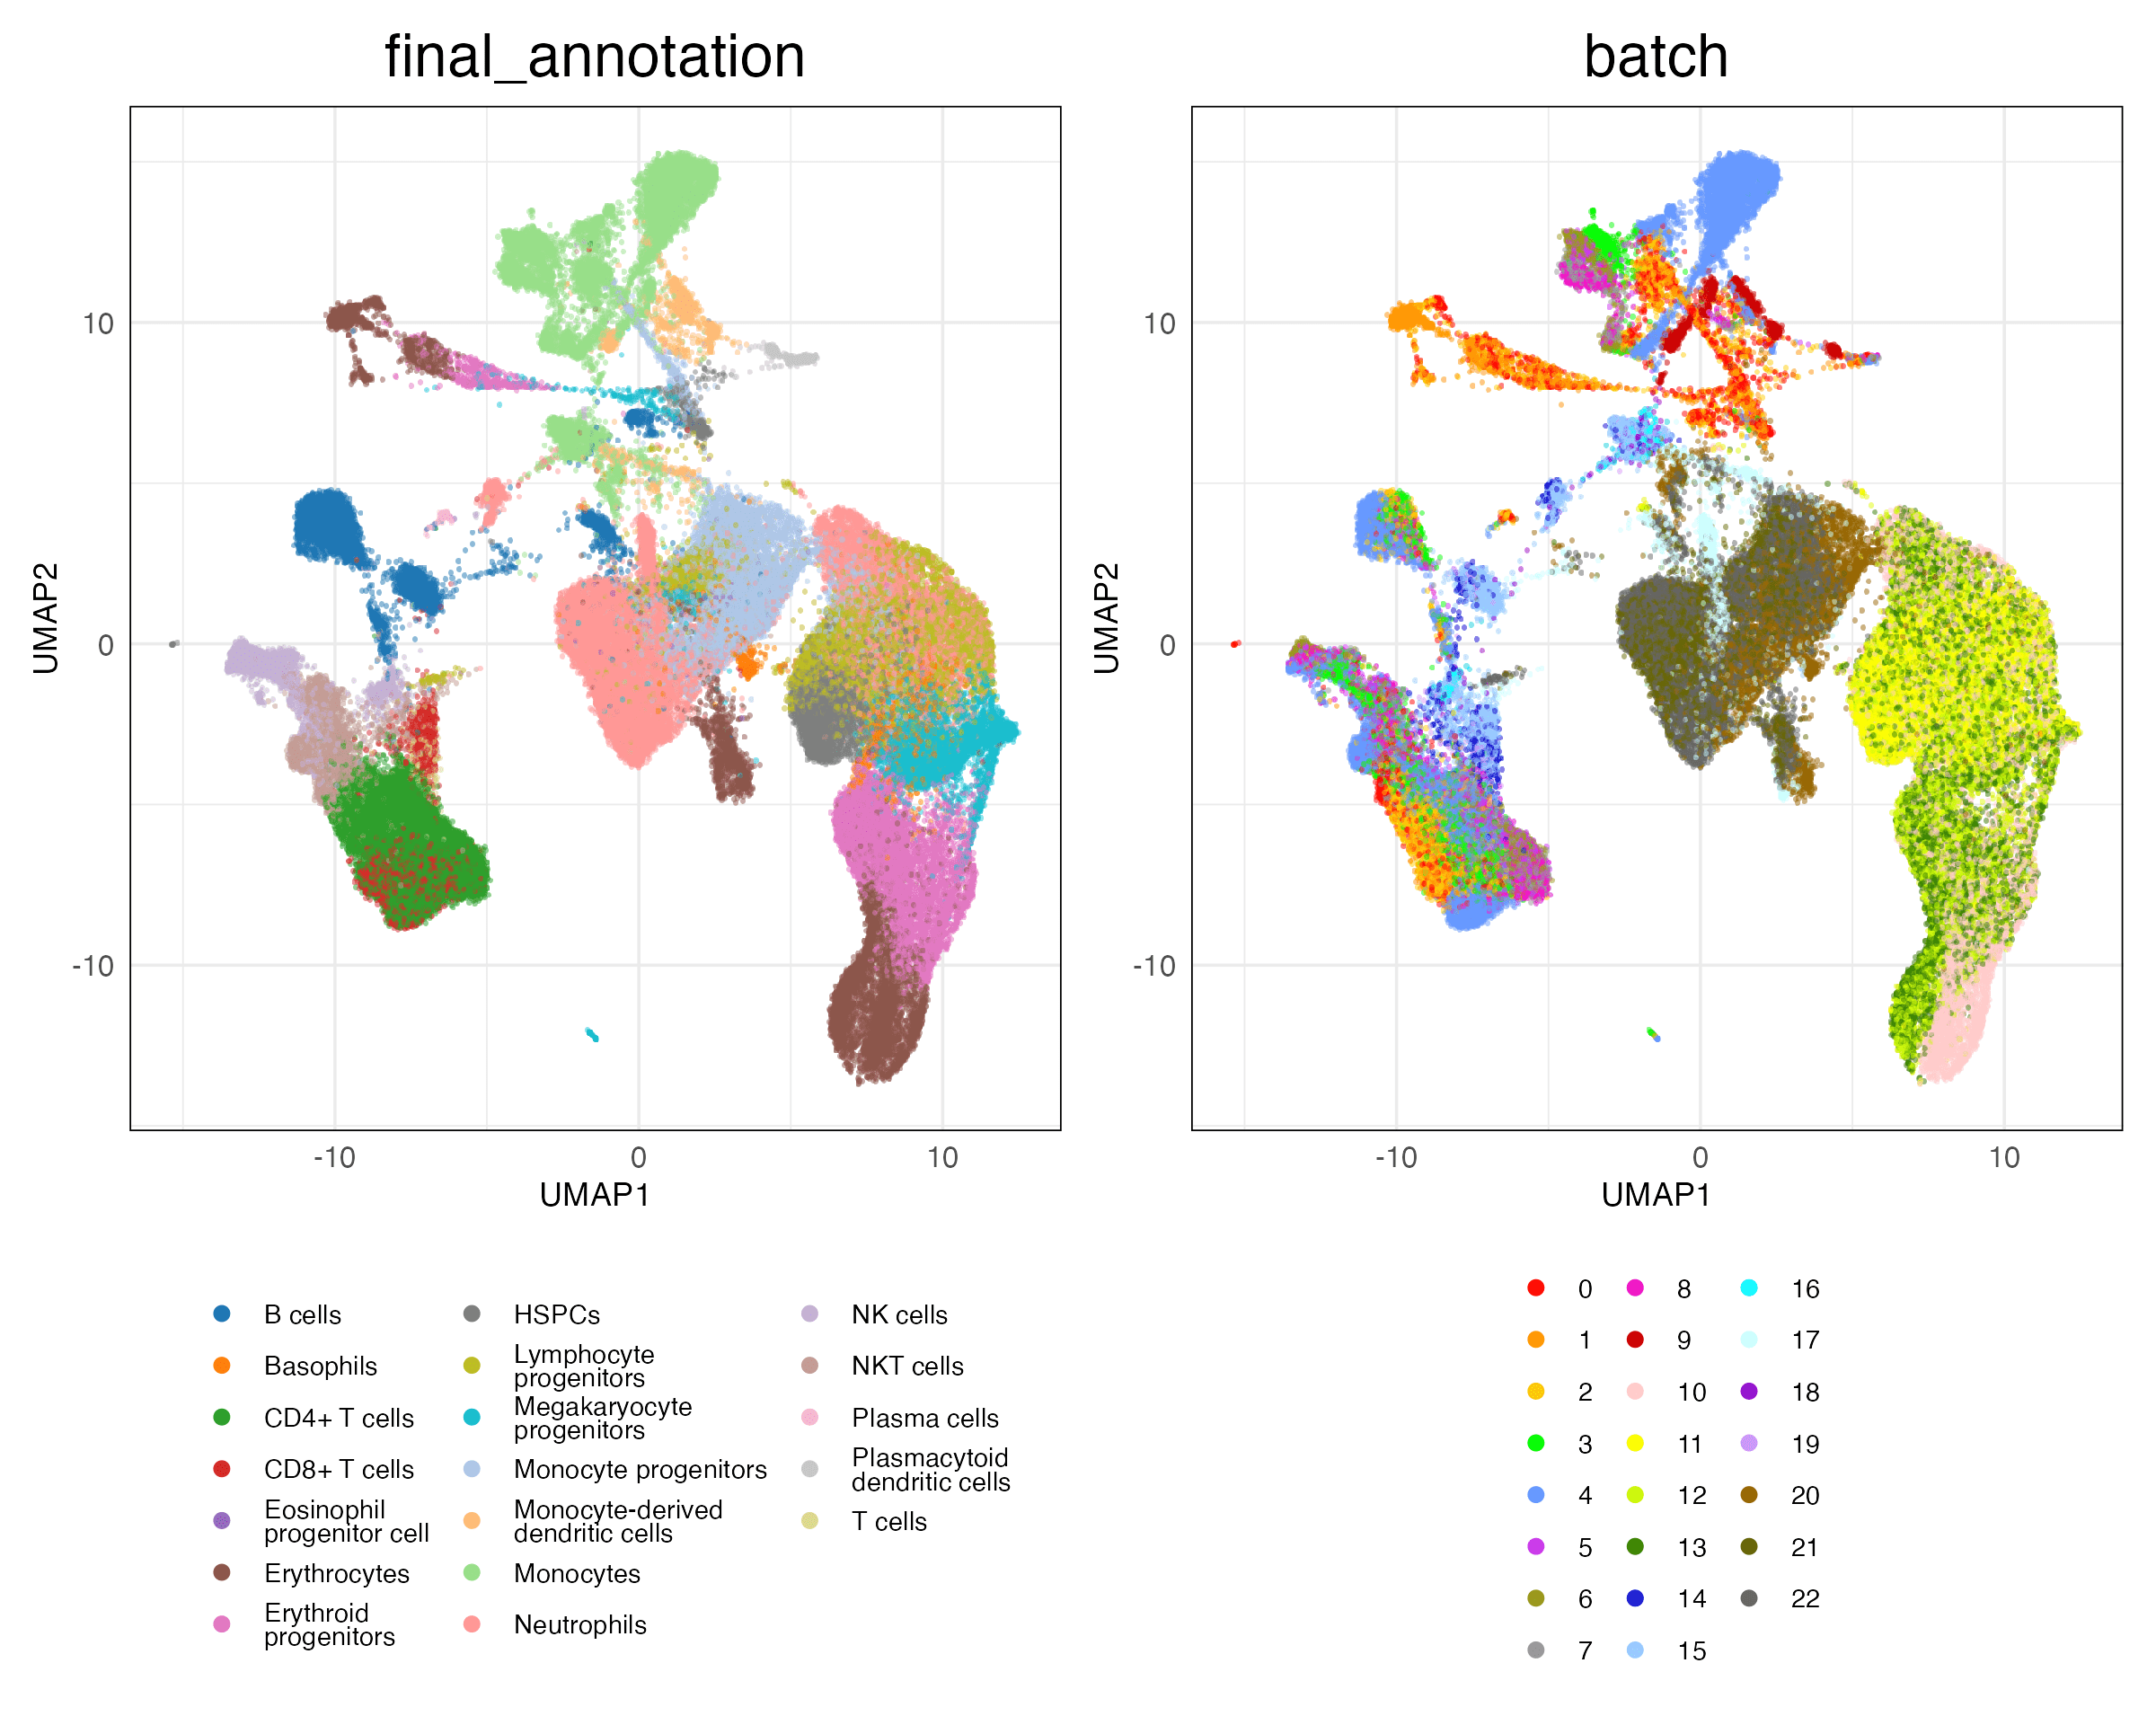 final_annotation
batch
UMAP2
10
0
-10
-10
0
10
UMAP1
UMAP2
10
0
-10
-10
0
10
UMAP1
B cells
Basophils
CD4+ T cells
CD8+ T cells
Eosinophil
progenitor cell
Erythrocytes
Erythroid
progenitors
HSPCs
Lymphocyte
progenitors
Megakaryocyte
progenitors
Monocyte progenitors
Monocyte-derived
dendritic cells
Monocytes
Neutrophils
NK cells
NKT cells
Plasma cells
Plasmacytoid
dendritic cells
T cells
0
1
2
3
4
5
6
7
8
9
10
11
12
13
14
15
16
17
18
19
20
21
22